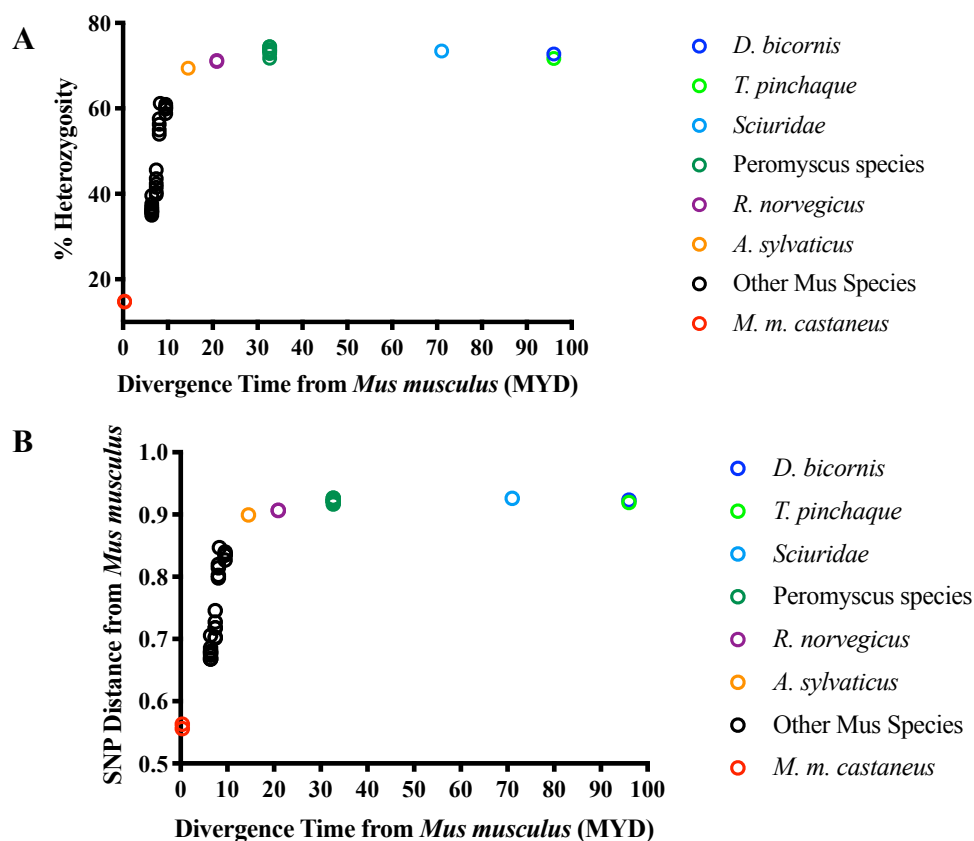 A
% Heterozygosity
80
60
40
20
0 10 20 30 40 50 60 70 80 90 100
Divergence Time from Mus musculus (MYD)
D. bicornis
T. pinchaque
Sciuridae
Peromyscus species
R. norvegicus
A. sylvaticus
Other Mus Species
M. m. castaneus
B
SNP Distance from Mus musculus
1.0
0.9
0.8
0.7
0.6
0.5
0 10 20 30 40 50 60 70 80 90 100
Divergence Time from Mus musculus (MYD)
D. bicornis
T. pinchaque
Sciuridae
Peromyscus species
R. norvegicus
A. sylvaticus
Other Mus Species
M. m. castaneus